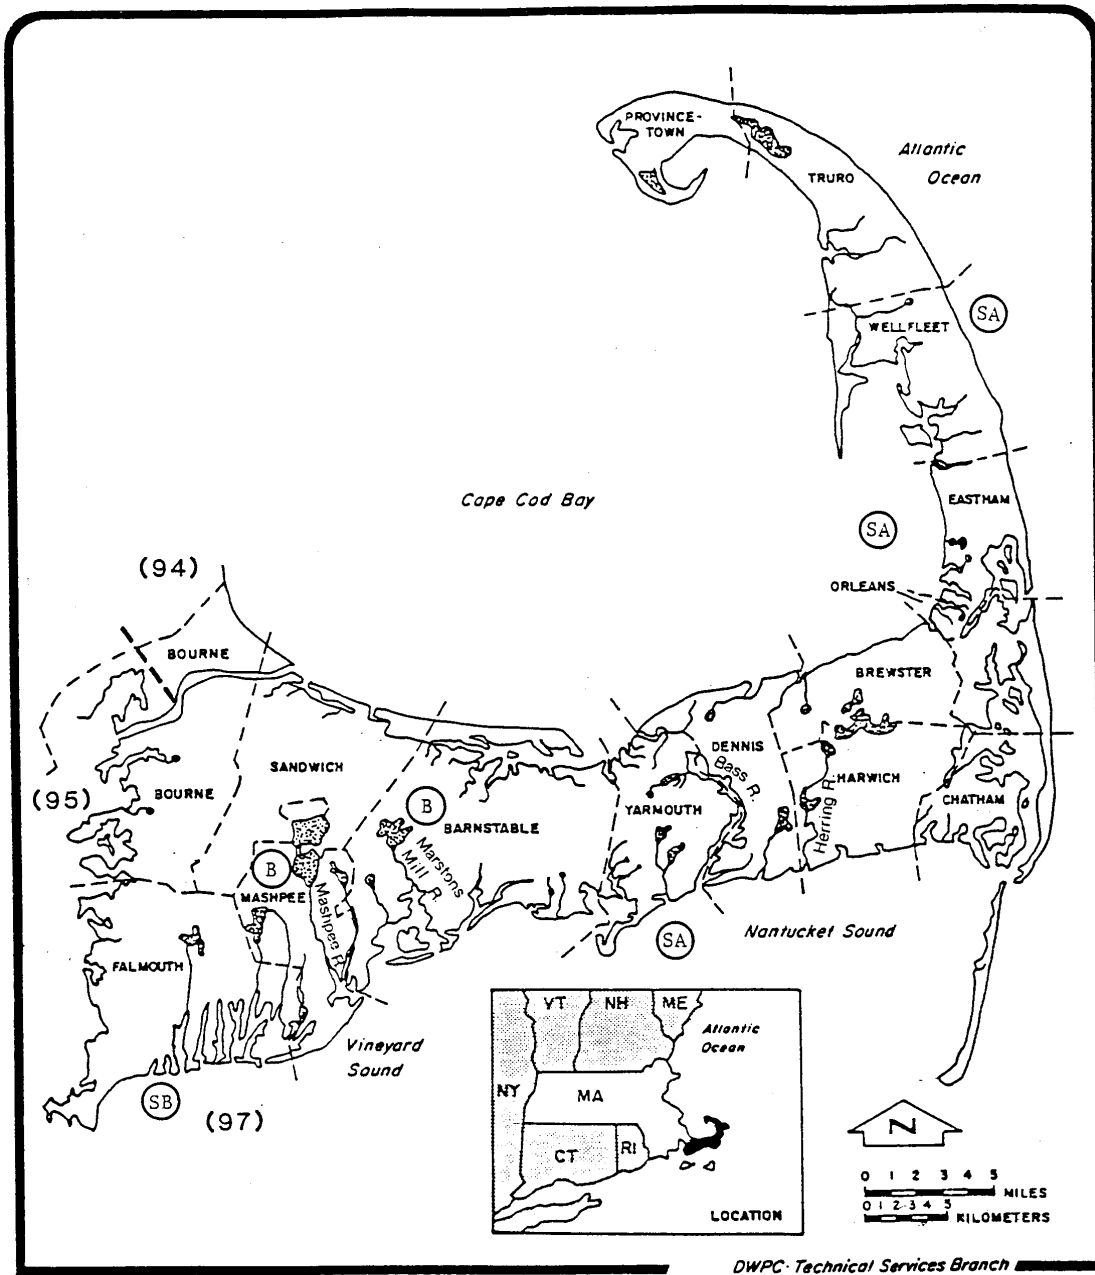 PROVINCE-
TOWN
Atlantic
Ocean
TRURO
SA
WELLFLEET
Cape Cod Bay
EASTHAM
SA
(94)
ORLEANS
BOURNE
BREWSTER
DENNIS
Bass R.
SANDWICH
HARWICH
Herring R.
(95)
BOURNE
B
YARMOUTH
CHATHAM
BARNSTABLE
Marstons
Mill R.
B
MASHPEE
Mashpee R.
SA
Nantucket Sound
FALMOUTH
Vineyard
Sound
SB
(97)
VT
NH
ME
Atlantic
Ocean
NY
MA
CT
RI
LOCATION
N
0 1 2 3 4 5
MILES
0 1 2 3 4 5
KILOMETERS
DWPC· Technical Services Branch